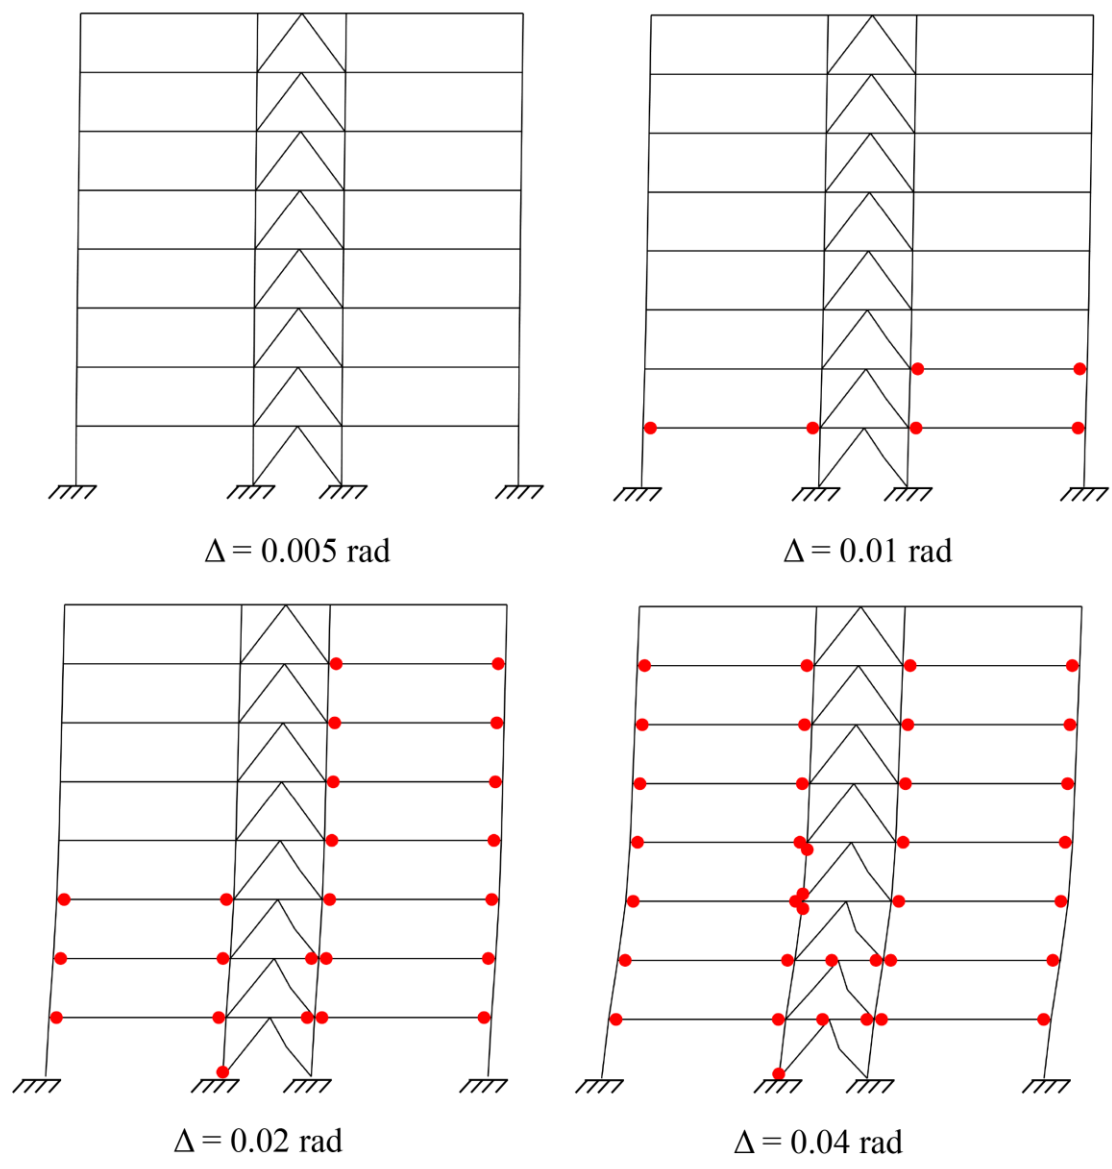 Δ = 0.005 rad
Δ = 0.01 rad
Δ = 0.02 rad
Δ = 0.04 rad